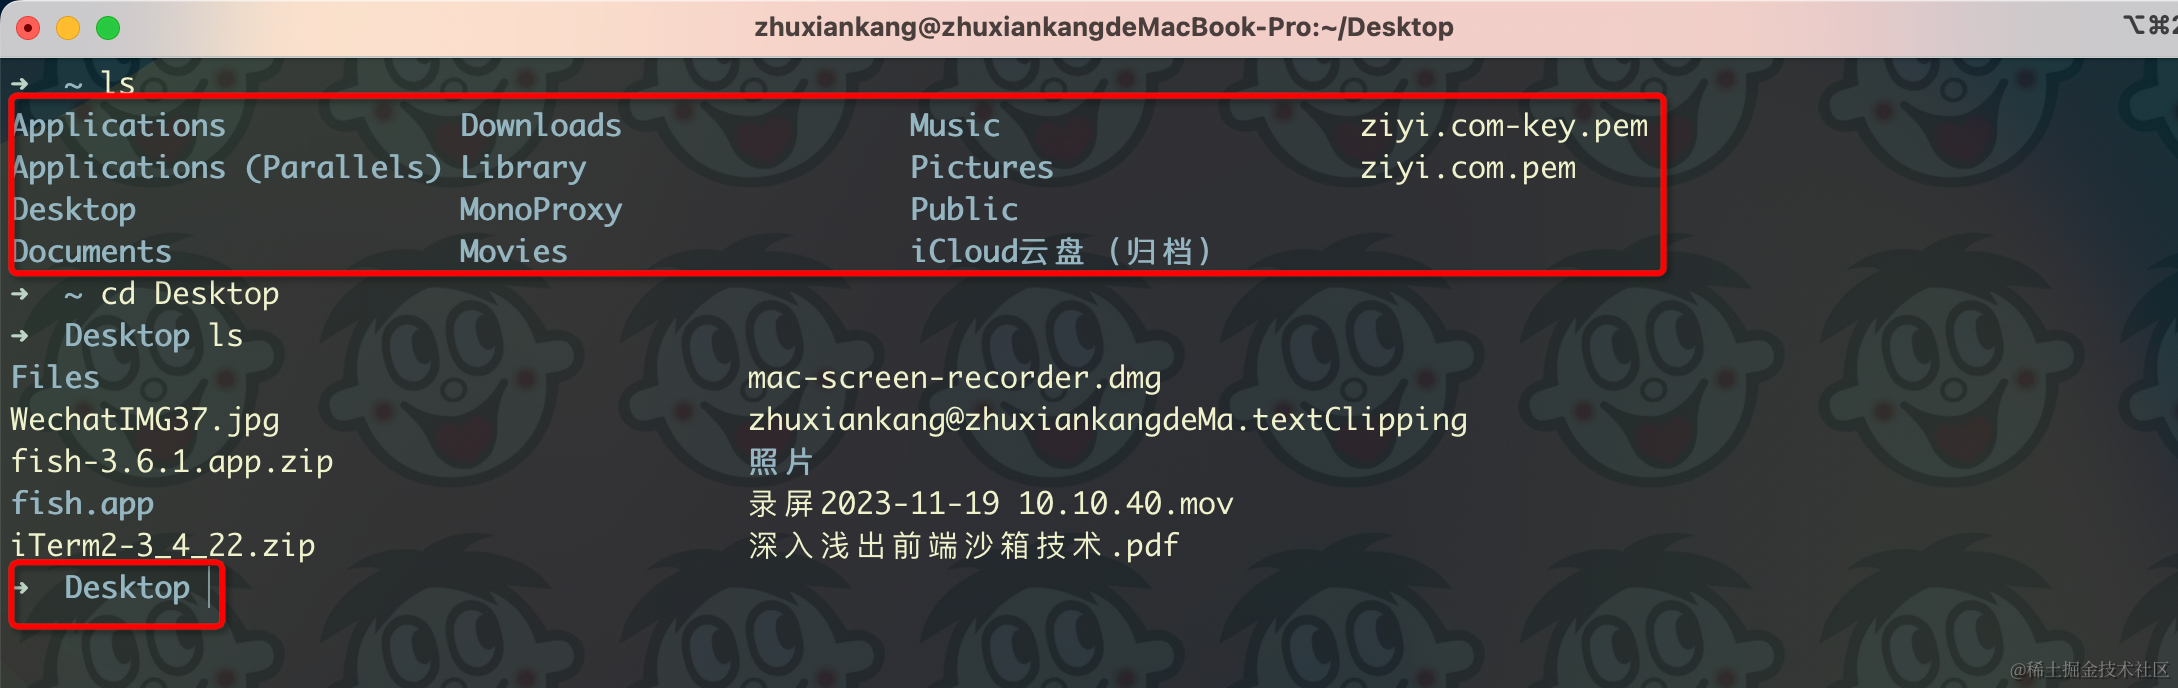 zhuxiankang@zhuxiankangdeMacBook-Pro:~/Desktop ⌥⌘2
→ ~ ls
Applications Downloads Music ziyi.com-key.pem
Applications (Parallels) Library Pictures ziyi.com.pem
Desktop MonoProxy Public
Documents Movies iCloud云盘（归档）
→ ~ cd Desktop
→ Desktop ls
Files mac-screen-recorder.dmg
WechatIMG37.jpg zhuxiankang@zhuxiankangdeMa.textClipping
fish-3.6.1.app.zip 照片
fish.app 录屏2023-11-19 10.10.40.mov
iTerm2-3_4_22.zip 深入浅出前端沙箱技术.pdf
→ Desktop
@稀土掘金技术社区